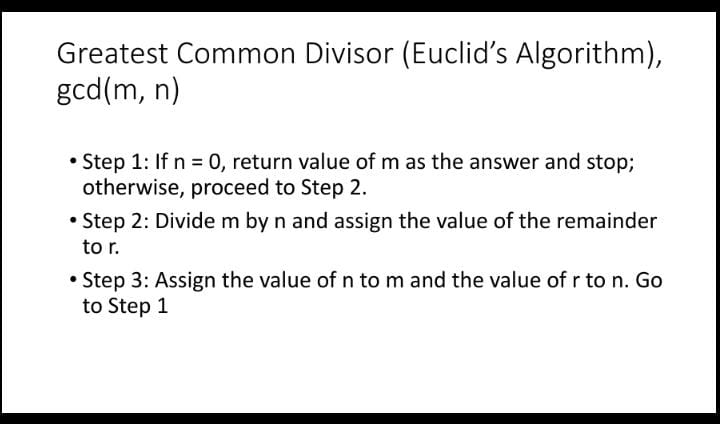 Greatest Common Divisor (Euclid’s Algorithm),
gcd(m, n)
• Step 1: If n = 0, return value of m as the answer and stop;
otherwise, proceed to Step 2.
• Step 2: Divide m by n and assign the value of the remainder
to r.
• Step 3: Assign the value of n to m and the value of r to n. Go
to Step 1